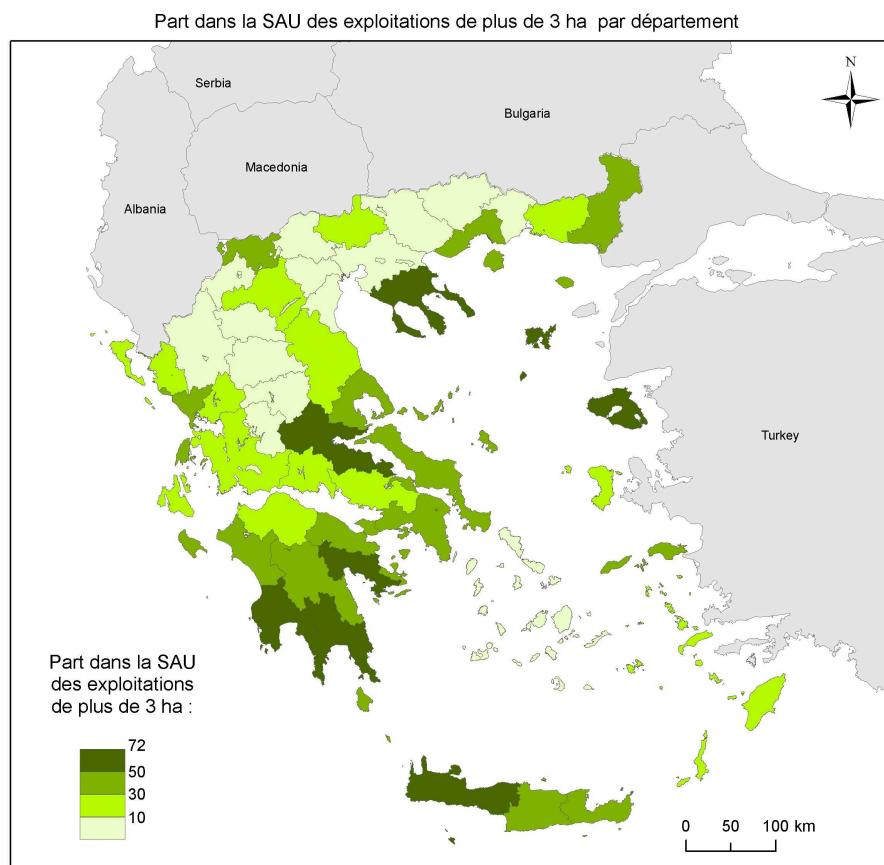 Part dans la SAU des exploitations de plus de 3 ha par département
N
Serbia
Bulgaria
Macedonia
Albania
Turkey
Part dans la SAU
des exploitations
de plus de 3 ha :
72
50
30
10
0 50 100 km